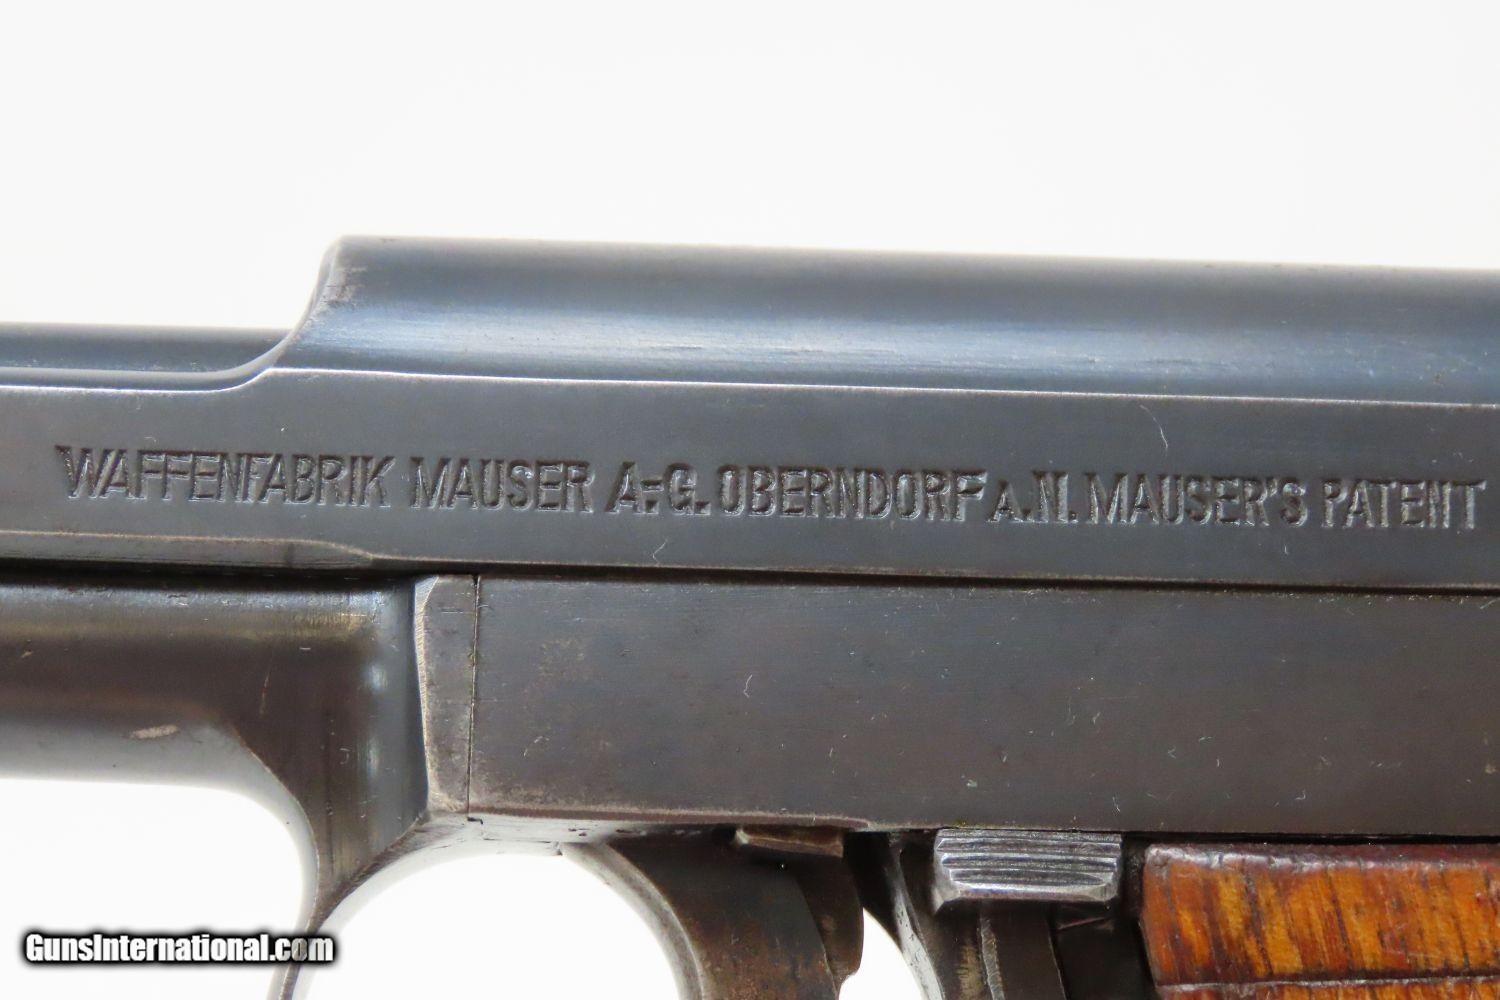 WAFFENFABRIK MAUSER A.-G. OBERNDORF A.N. MAUSER'S PATENT
GunsInternational.com